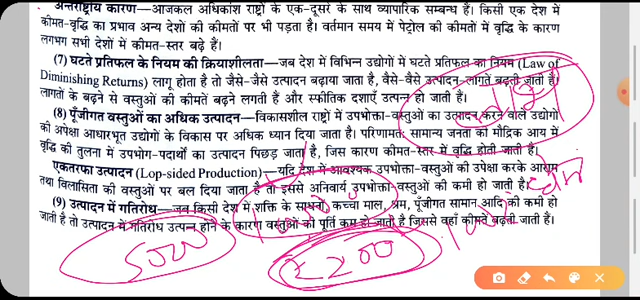 अन्तर्राष्ट्रीय कारण— आजकल अधिकांश राष्ट्रों के एक-दूसरे के साथ व्यापारिक सम्बन्ध हैं। किसी एक देश में
कीमत-वृद्धि का प्रभाव अन्य देशों की कीमतों पर भी पड़ता है। वर्तमान समय में पेट्रोल की कीमतों में वृद्धि के कारण
लगभग सभी देशों में कीमत-स्तर बढ़े हैं।
(7) घटते प्रतिफल के नियम की क्रियाशीलता— जब देश में विभिन्न उद्योगों में घटते प्रतिफल का नियम (Law of
Diminishing Returns) लागू होता है तो जैसे-जैसे उत्पादन बढ़ाया जाता है, वैसे-वैसे उत्पादन-लागतें बढ़ती जाती हैं।
लागतों के बढ़ने से वस्तुओं की कीमतें बढ़ने लगती हैं और स्फीतिक दशाएँ उत्पन्न हो जाती हैं।
(8) पूँजीगत वस्तुओं का अधिक उत्पादन— विकासशील राष्ट्रों में उपभोक्ता-वस्तुओं का उत्पादन करने वाले उद्योगों
की अपेक्षा आधारभूत उद्योगों के विकास पर अधिक ध्यान दिया जाता है। परिणामतः सामान्य जनता की मौद्रिक आय में
वृद्धि की तुलना में उपभोग-पदार्थों का उत्पादन पिछड़ जाता है, जिस कारण कीमत-स्तर में वृद्धि होती जाती है।
एकतरफा उत्पादन (Lop-sided Production)— यदि देश में आवश्यक उपभोक्ता-वस्तुओं की उपेक्षा करके आराम
तथा विलासिता की वस्तुओं पर बल दिया जाता है तो इससे अनिवार्य उपभोक्ता-वस्तुओं की कमी हो जाती है।
(9) उत्पादन में गतिरोध— जब किसी देश में शक्ति के साधनों, कच्चे माल, श्रम, पूँजीगत सामान आदि की कमी हो
जाती है तो उत्पादन में गतिरोध उत्पन्न होने के कारण वस्तुओं की पूर्ति कम हो जाती है जिससे वहाँ कीमतें बढ़ती जाती हैं।
5000
₹200